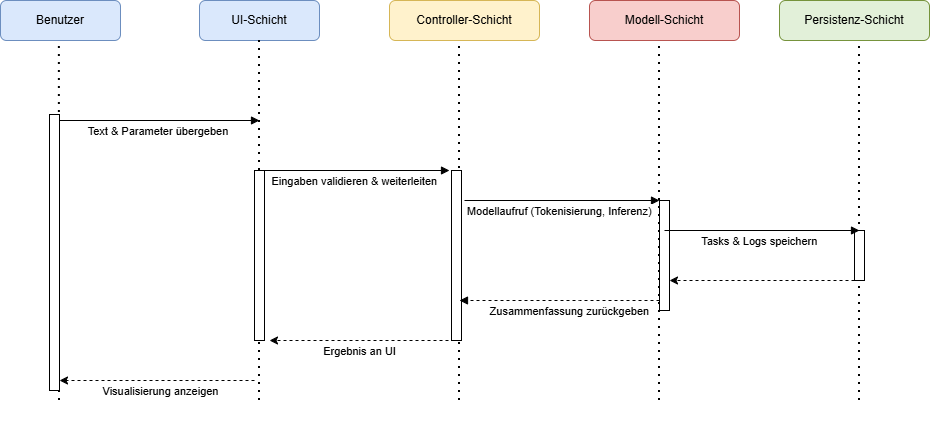 Benutzer
UI-Schicht
Controller-Schicht
Modell-Schicht
Persistenz-Schicht
Text & Parameter übergeben
Eingaben validieren & weiterleiten
Modellaufruf (Tokenisierung, Inferenz)
Tasks & Logs speichern
Zusammenfassung zurückgeben
Ergebnis an UI
Visualisierung anzeigen